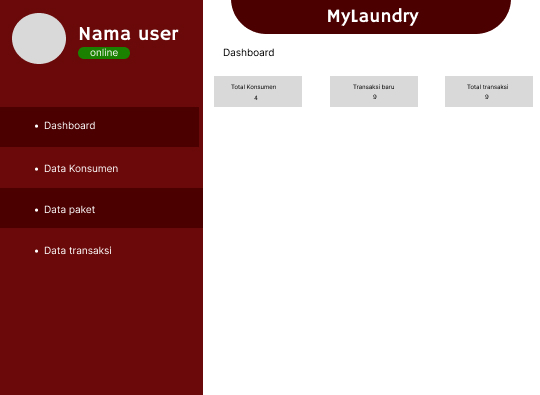 Nama user
online
• Dashboard
• Data Konsumen
• Data paket
• Data transaksi
MyLaundry
Dashboard
Total Konsumen
4
Transaksi baru
9
Total transaksi
9